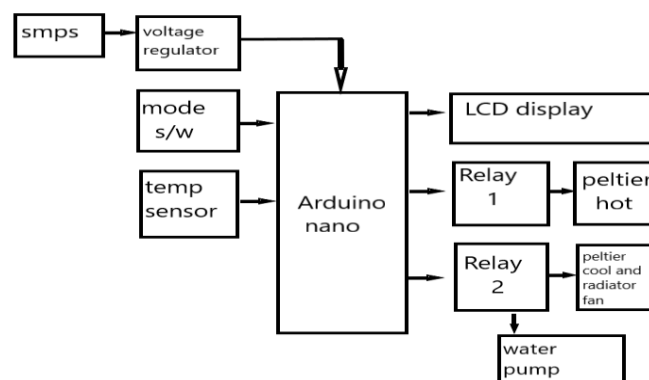 smps
voltage
regulator
mode
s/w
temp
sensor
Arduino
nano
LCD display
Relay
1
peltier
hot
Relay
2
peltier
cool and
radiator
fan
water
pump